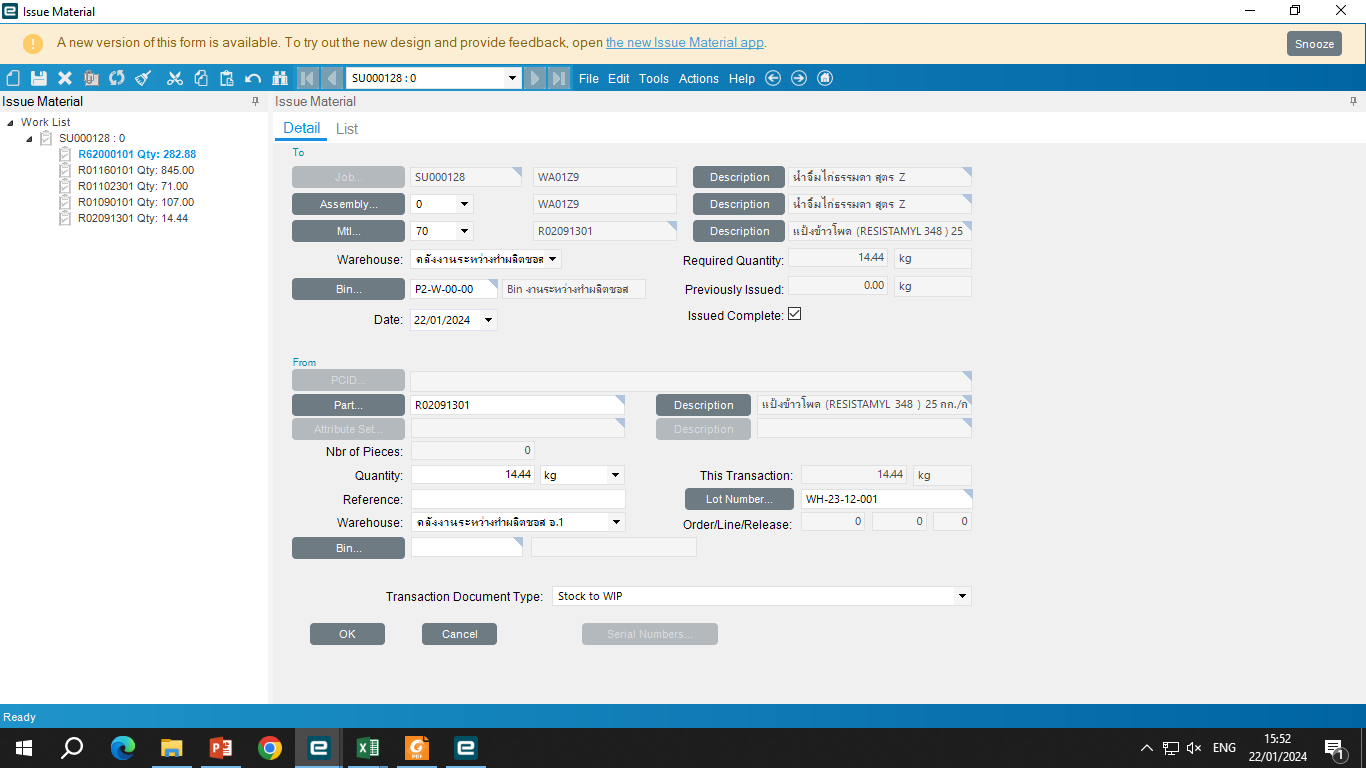 Issue Material
A new version of this form is available. To try out the new design and provide feedback, open the new Issue Material app.
Snooze
SU000128 : 0
File Edit Tools Actions Help
Issue Material
Issue Material
Work List
SU000128 : 0
R62000101 Qty: 282.88
R01160101 Qty: 845.00
R01102301 Qty: 71.00
R01090101 Qty: 107.00
R02091301 Qty: 14.44
Detail List
To
Job... SU000128 WA01Z9 Description น้ำจิ้มไก่ธรรมดา สูตร Z
Assembly... 0 WA01Z9 Description น้ำจิ้มไก่ธรรมดา สูตร Z
Mtl... 70 R02091301 Description แป้งข้าวโพด (RESISTAMYL 348 ) 25
Warehouse: คลังงานระหว่างทำผลิตซอส Required Quantity: 14.44 kg
Bin... P2-W-00-00 Bin งานระหว่างทำผลิตซอส Previously Issued: 0.00 kg
Issued Complete:
Date: 22/01/2024
From
PCID...
Part... R02091301 Description แป้งข้าวโพด (RESISTAMYL 348 ) 25 กก./ก
Attribute Set... Description
Nbr of Pieces: 0
Quantity: 14.44 kg This Transaction: 14.44 kg
Reference: Lot Number... WH-23-12-001
Warehouse: คลังงานระหว่างทำผลิตซอส อ.1 Order/Line/Release: 0 0 0
Bin...
Transaction Document Type: Stock to WIP
OK Cancel Serial Numbers...
Ready
ENG 15:52
22/01/2024
1